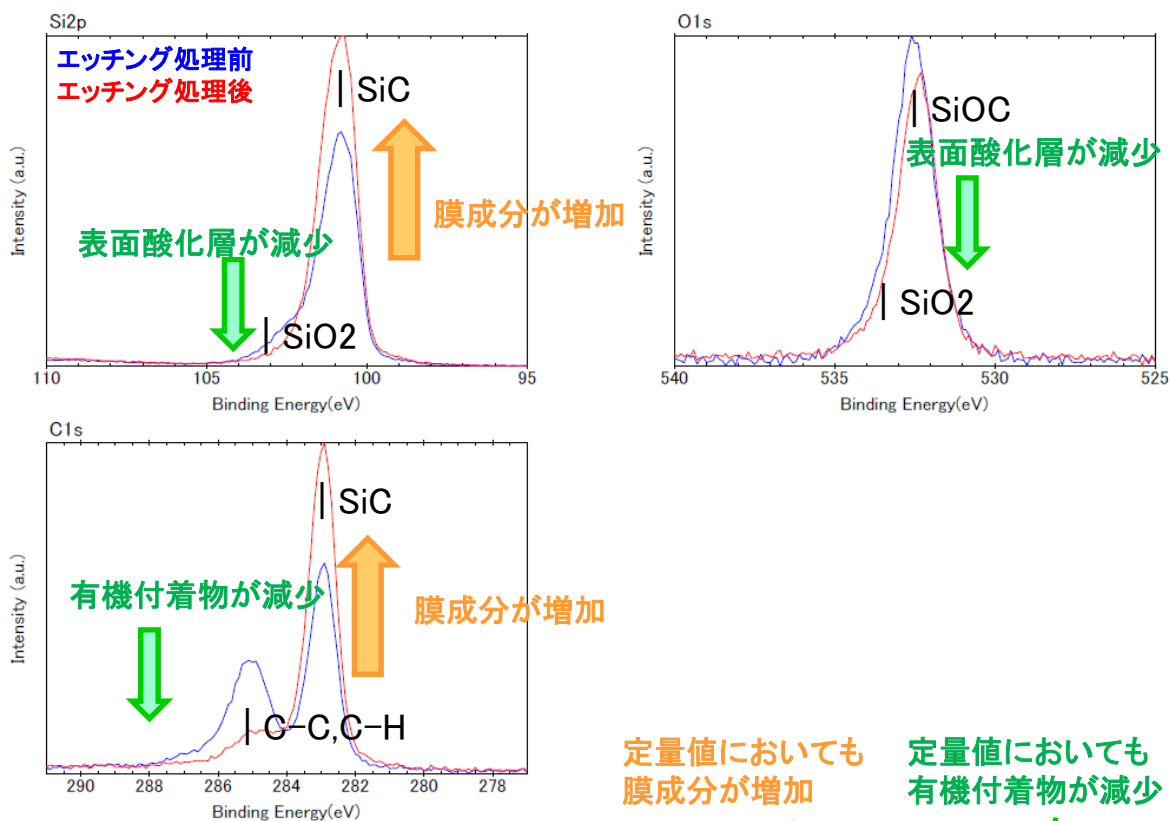 Si2p
エッチング処理前
エッチング処理後
| SiC
膜成分が増加
表面酸化層が減少
| SiO2
Intensity (a.u.)
110 105 100 95
Binding Energy(eV)
O1s
| SiOC
表面酸化層が減少
| SiO2
Intensity (a.u.)
540 535 530 525
Binding Energy(eV)
C1s
| SiC
有機付着物が減少
膜成分が増加
| C-C,C-H
Intensity (a.u.)
290 288 286 284 282 280 278
Binding Energy(eV)
定量値においても
膜成分が増加
定量値においても
有機付着物が減少